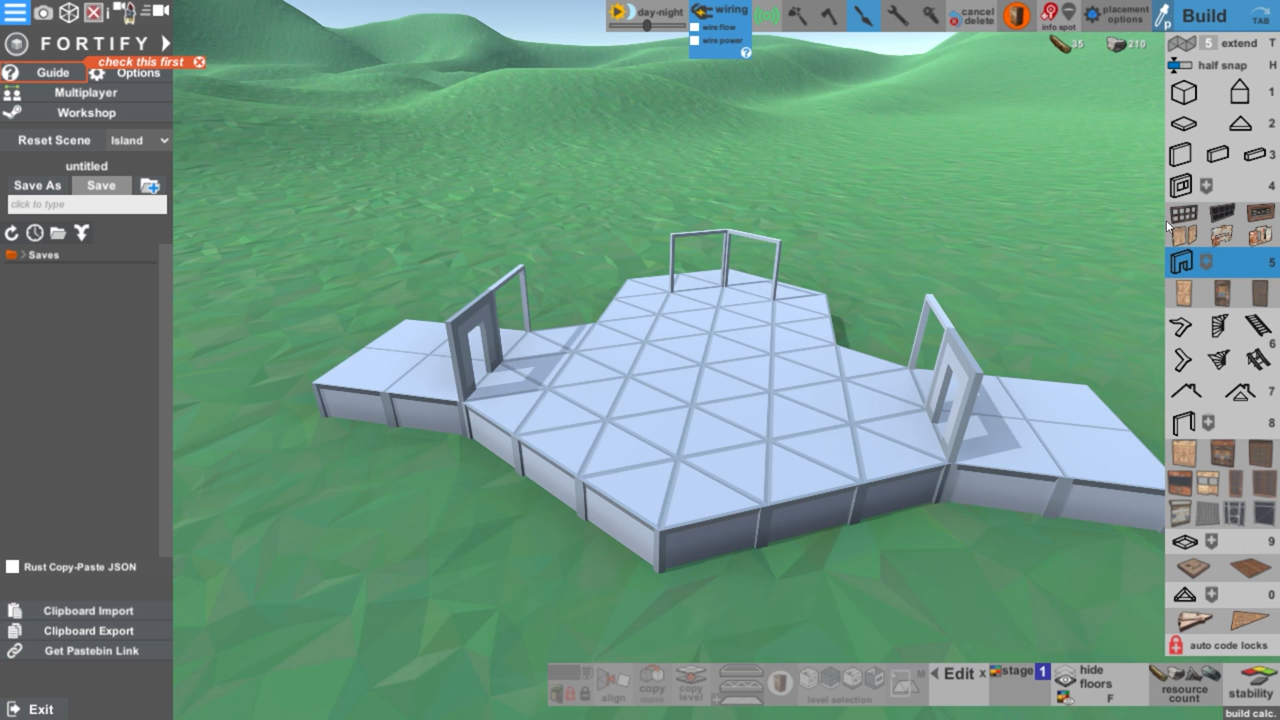 FORTIFY
check this first
Guide
Options
Multiplayer
Workshop
Reset Scene
Island
untitled
Save As
Save
click to type
Saves
Rust Copy-Paste JSON
Clipboard Import
Clipboard Export
Get Pastebin Link
Exit
day-night
wiring
wire flow
wire power
?
cancel
delete
info spot
placement
options
p
Build
TAB
35
210
5 extend T
half snap H
1
2
3
4
5
6
7
8
9
0
auto code locks
align
copy
move
copy
level
level selection
M
Edit X
stage 1
hide
floors
F
resource
count
stability
build calc.